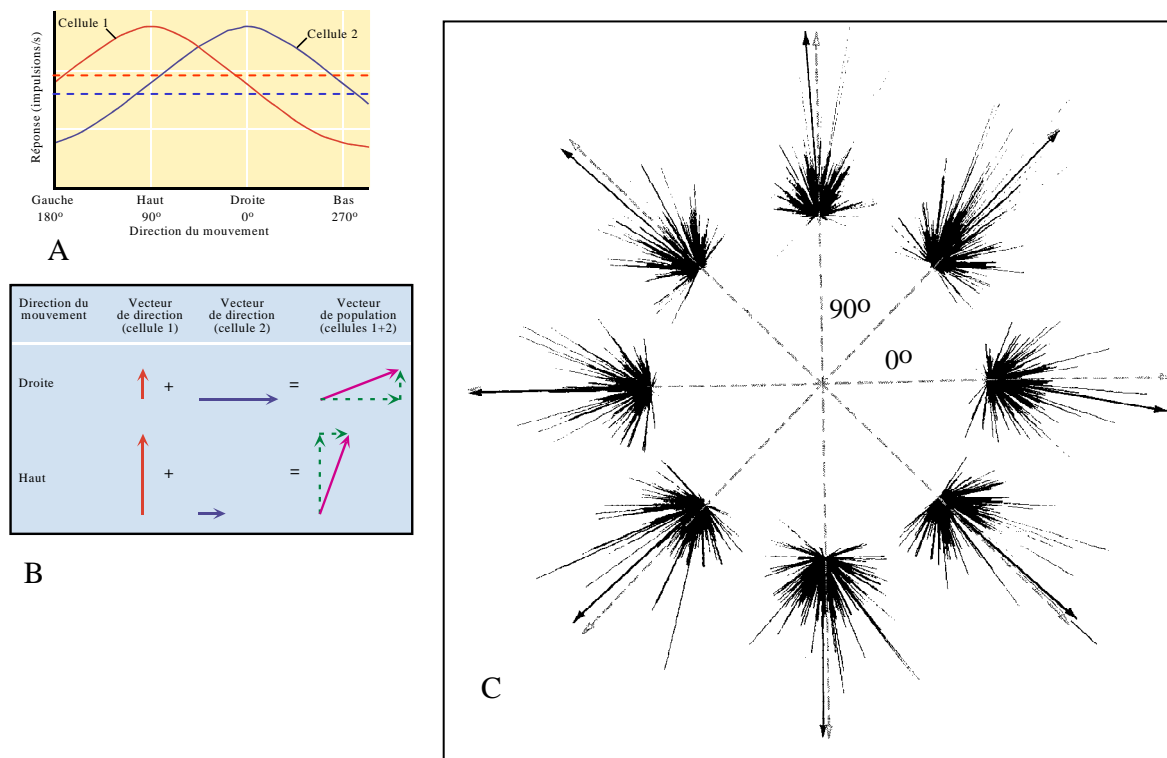 Cellule 1
Cellule 2
Réponse (impulsions/s)
Gauche Haut Droite Bas
180º 90º 0º 270º
Direction du mouvement
A
Direction du Vecteur Vecteur Vecteur
mouvement de direction de direction de population
(cellule 1) (cellule 2) (cellules 1+2)
Droite + =
Haut + =
B
90º
0º
C